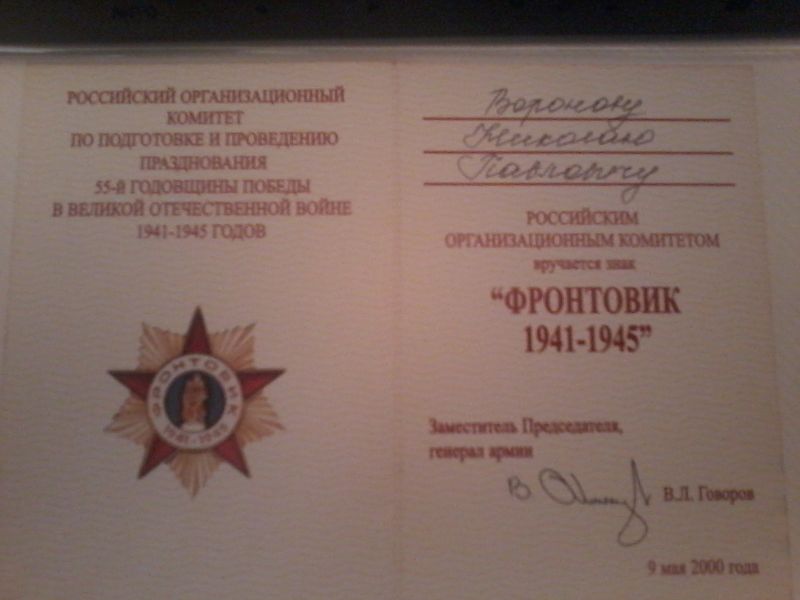 РОССИЙСКИЙ ОРГАНИЗАЦИОННЫЙ
КОМИТЕТ
ПО ПОДГОТОВКЕ И ПРОВЕДЕНИЮ
ПРАЗДНОВАНИЯ
55-й ГОДОВЩИНЫ ПОБЕДЫ
В ВЕЛИКОЙ ОТЕЧЕСТВЕННОЙ ВОЙНЕ
1941-1945 ГОДОВ
ФРОНТОВИК
1941-1945
Воронову
Николаю
Павловичу
РОССИЙСКИМ
ОРГАНИЗАЦИОННЫМ КОМИТЕТОМ
вручается знак
“ФРОНТОВИК
1941-1945”
Заместитель Председателя,
генерал армии
В.Л. Говоров
9 мая 2000 года